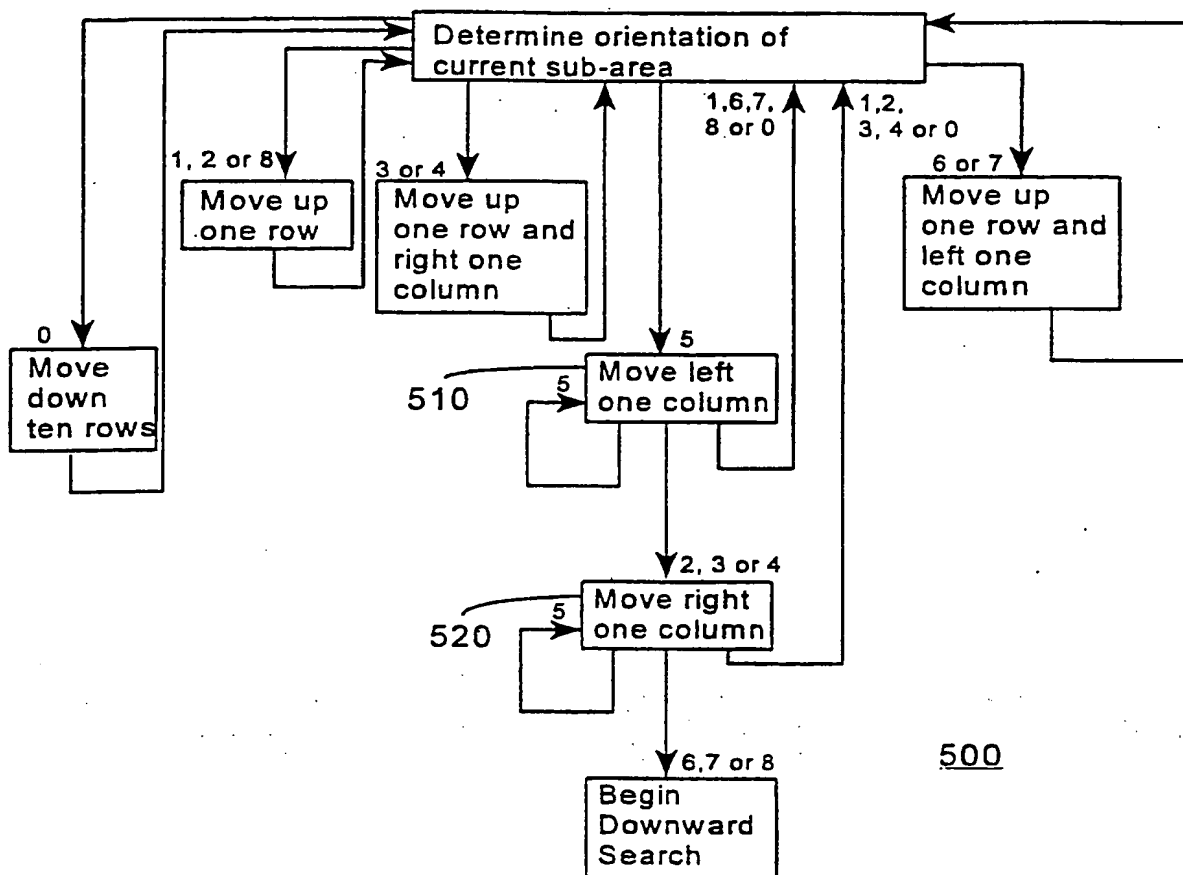 Determine orientation of
current sub-area
1,6,7,
8 or 0
1,2,
3, 4 or 0
1, 2 or 8
Move up
one row
3 or 4
Move up
one row and
right one
column
6 or 7
Move up
one row and
left one
column
0
Move
down
ten rows
5
Move left
one column
5
510
2, 3 or 4
Move right
one column
5
520
6,7 or 8
Begin
Downward
Search
500